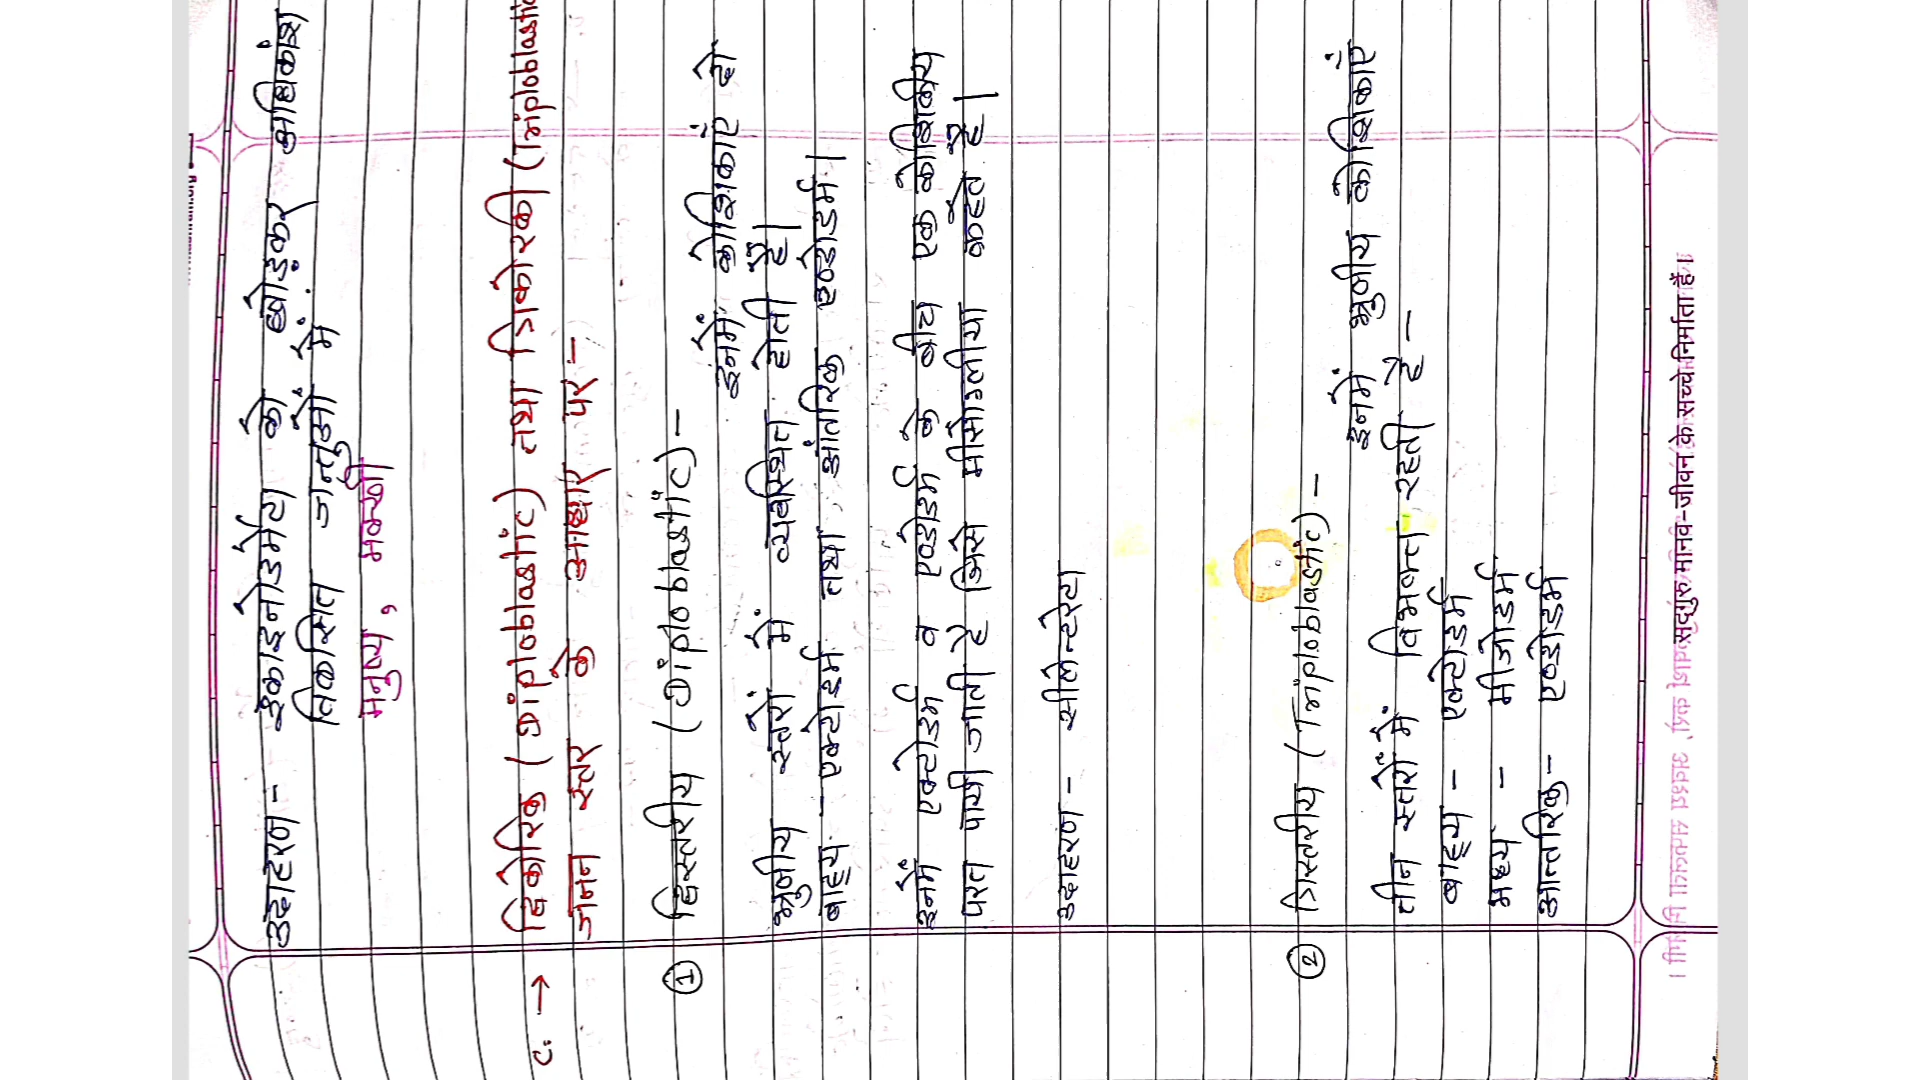 उदाहरण - इकाइनोडर्मेटा को छोड़कर अधिकांश
विकसित जन्तुओं में
मनुष्य, मक्खी
C. → द्विकोरिक (Diploblastic) तथा त्रिकोरकी (Triploblastic
जनन स्तर के आधार पर -
① द्विस्तरीय (Diploblastic) -
इनमें कोशिकाएं दो
भ्रुणीय स्तरों में व्यवस्थित होती हैं।
बाह्य - एक्टोडर्म तथा आंतरिक एण्डोडर्म।
इनमें एक्टोडर्म व एण्डोडर्म के बीच एक कोशिकीय
परत पायी जाती है जिसे मीसोग्लीया कहते हैं।
उदाहरण - सीलेन्ट्रेटा
② त्रिस्तरीय (Triploblastic) -
इनमें भ्रुणीय कोशिकाएं
तीन स्तरों में विभक्त रहती है -
बाह्य - एक्टोडर्म
मध्य - मीजोडर्म
आन्तरिक - एण्डोडर्म
सद्‌गुरु मानव-जीवन के सच्चे निर्माता हैं।